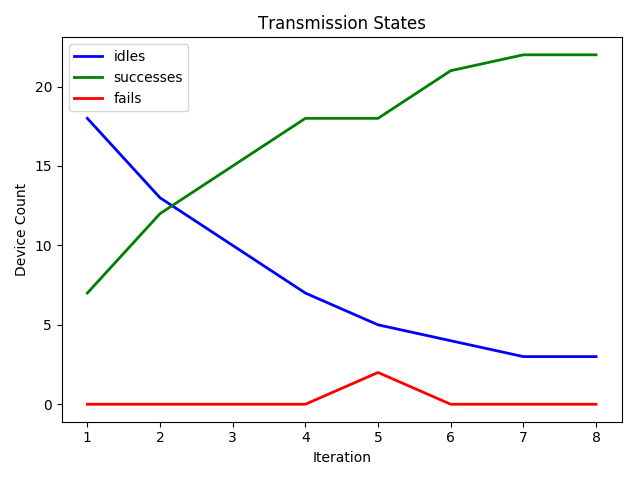 Transmission States
idles
successes
fails
20
15
10
5
0
Device Count
1 2 3 4 5 6 7 8
Iteration